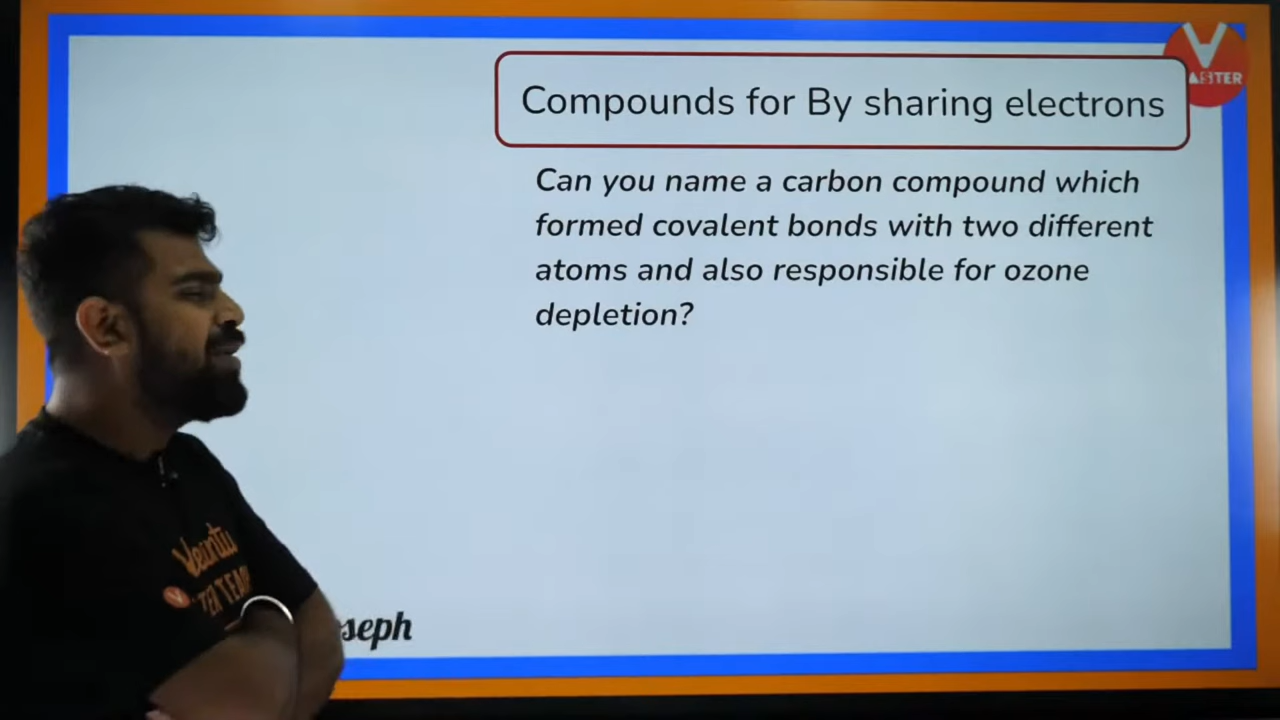 Compounds for By sharing electrons
Can you name a carbon compound which
formed covalent bonds with two different
atoms and also responsible for ozone
depletion?